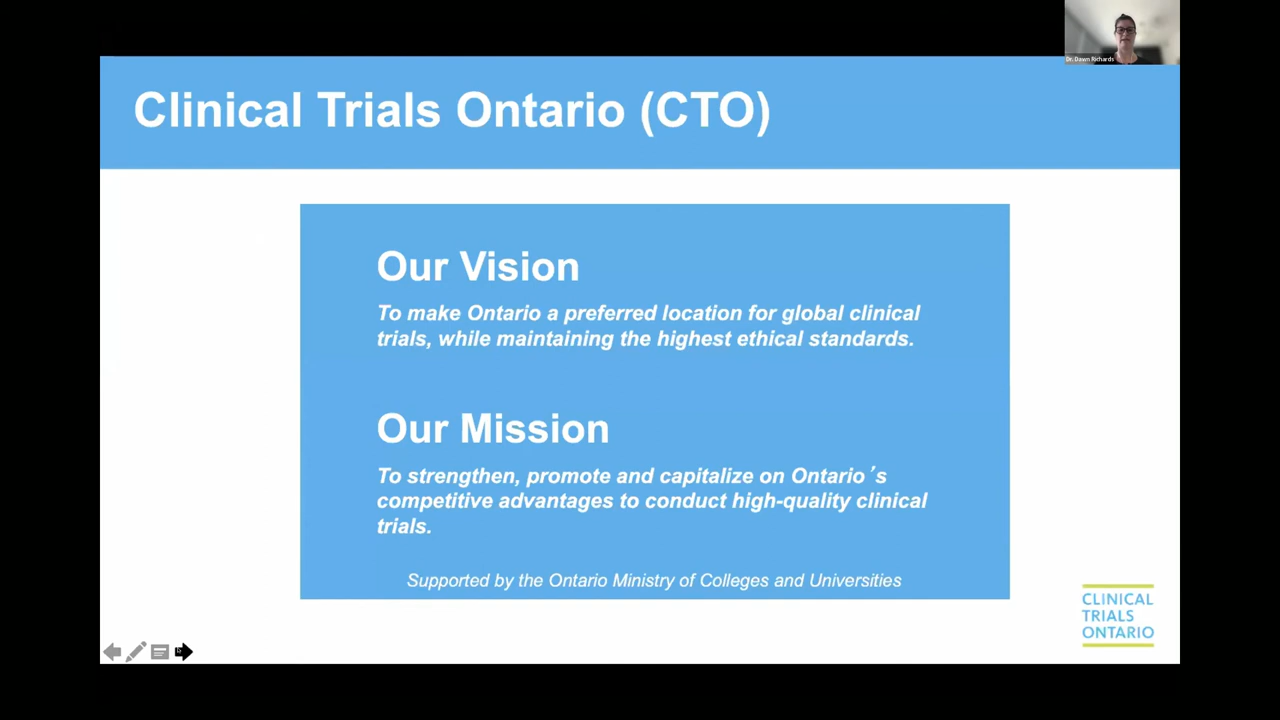 Dr. Dawn Richards
Clinical Trials Ontario (CTO)
Our Vision
To make Ontario a preferred location for global clinical
trials, while maintaining the highest ethical standards.
Our Mission
To strengthen, promote and capitalize on Ontario´s
competitive advantages to conduct high-quality clinical
trials.
Supported by the Ontario Ministry of Colleges and Universities
CLINICAL
TRIALS
ONTARIO